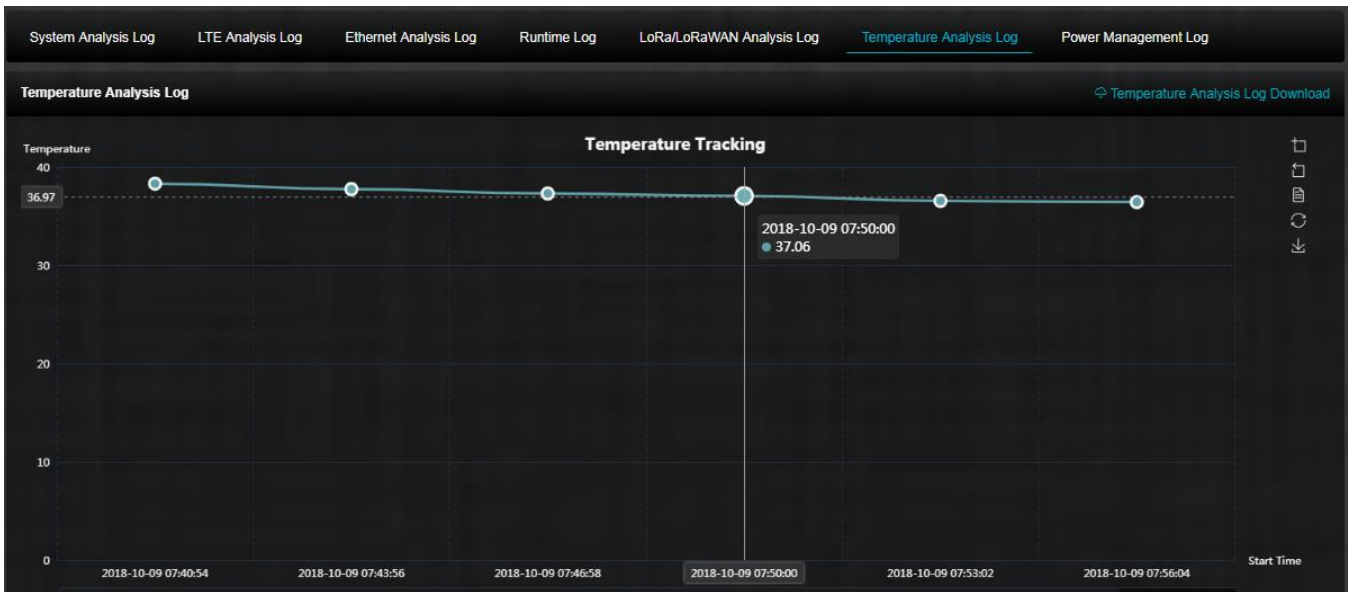 System Analysis Log LTE Analysis Log Ethernet Analysis Log Runtime Log LoRa/LoRaWAN Analysis Log Temperature Analysis Log Power Management Log
Temperature Analysis Log Temperature Analysis Log Download
Temperature Tracking
Temperature
40
36.97
2018-10-09 07:50:00
37.06
30
20
10
0
Start Time
2018-10-09 07:40:54 2018-10-09 07:43:56 2018-10-09 07:46:58 2018-10-09 07:50:00 2018-10-09 07:53:02 2018-10-09 07:56:04